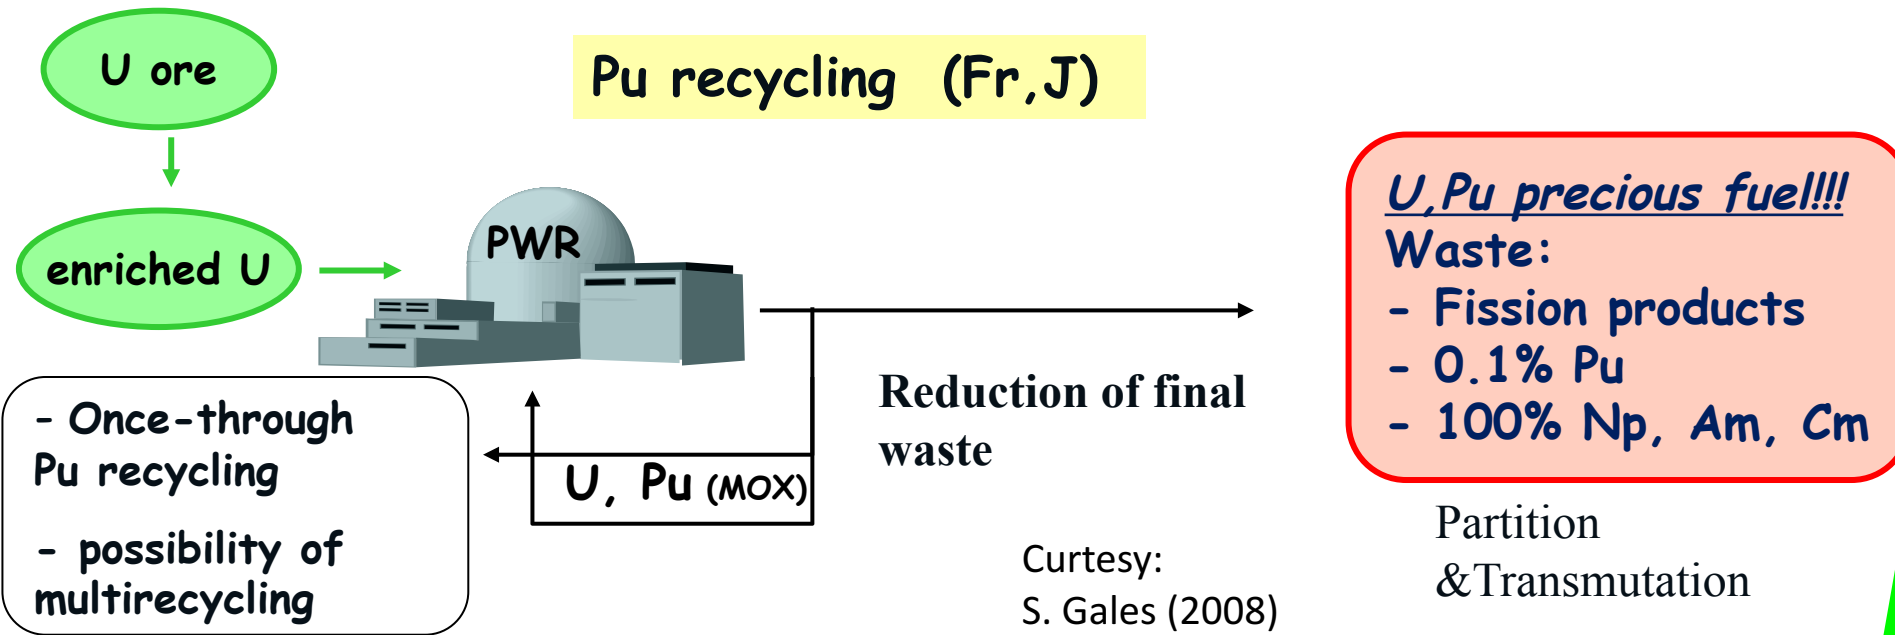 U ore
Pu recycling (Fr,J)
enriched U
PWR
U,Pu precious fuel!!!
Waste:
- Fission products
- 0.1% Pu
- 100% Np, Am, Cm
- Once-through
Pu recycling
- possibility of
multirecycling
U, Pu (MOX)
Reduction of final
waste
Curtesy:
S. Gales (2008)
Partition
&Transmutation